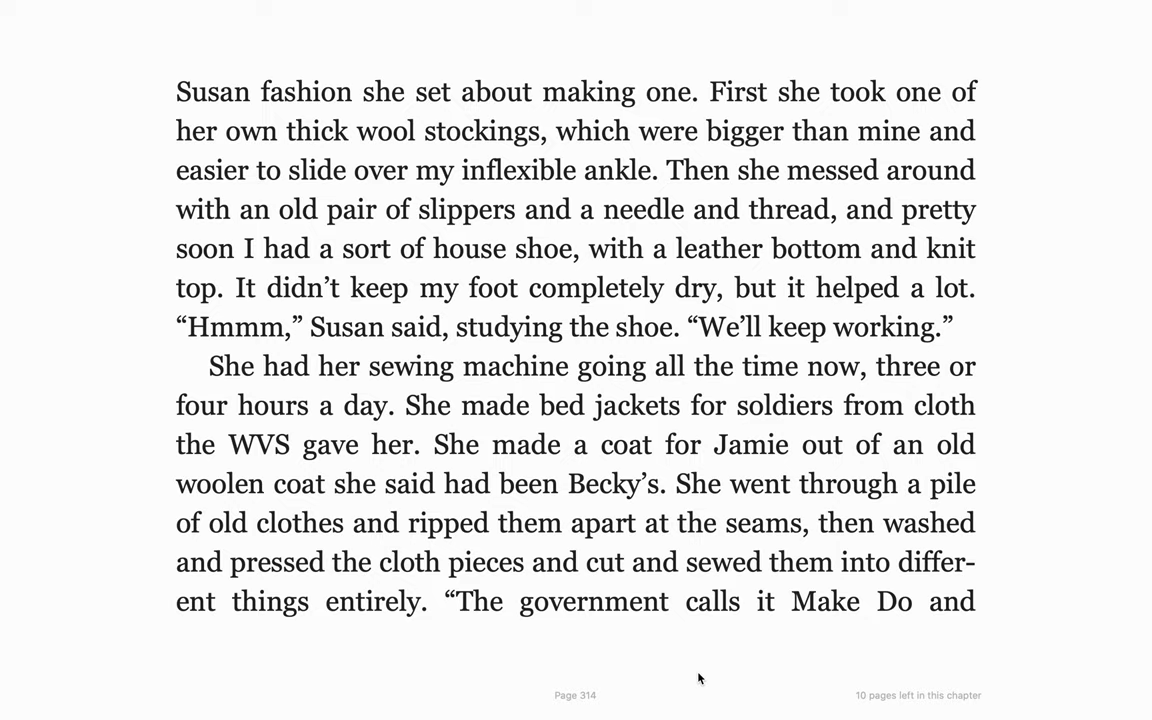 Susan fashion she set about making one. First she took one of
her own thick wool stockings, which were bigger than mine and
easier to slide over my inflexible ankle. Then she messed around
with an old pair of slippers and a needle and thread, and pretty
soon I had a sort of house shoe, with a leather bottom and knit
top. It didn’t keep my foot completely dry, but it helped a lot.
“Hmmm,” Susan said, studying the shoe. “We’ll keep working.”
She had her sewing machine going all the time now, three or
four hours a day. She made bed jackets for soldiers from cloth
the WVS gave her. She made a coat for Jamie out of an old
woolen coat she said had been Becky’s. She went through a pile
of old clothes and ripped them apart at the seams, then washed
and pressed the cloth pieces and cut and sewed them into differ-
ent things entirely. “The government calls it Make Do and
Page 314
10 pages left in this chapter